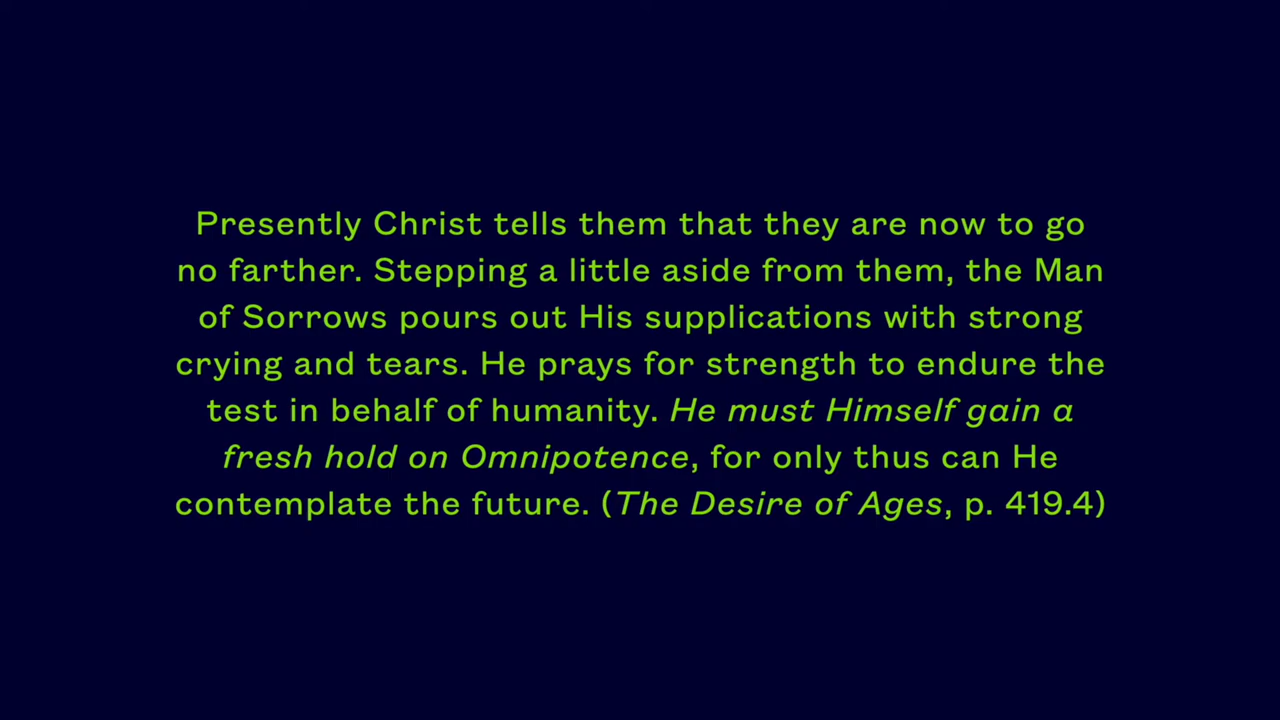 Presently Christ tells them that they are now to go
no farther. Stepping a little aside from them, the Man
of Sorrows pours out His supplications with strong
crying and tears. He prays for strength to endure the
test in behalf of humanity. He must Himself gain a
fresh hold on Omnipotence, for only thus can He
contemplate the future. (The Desire of Ages, p. 419.4)